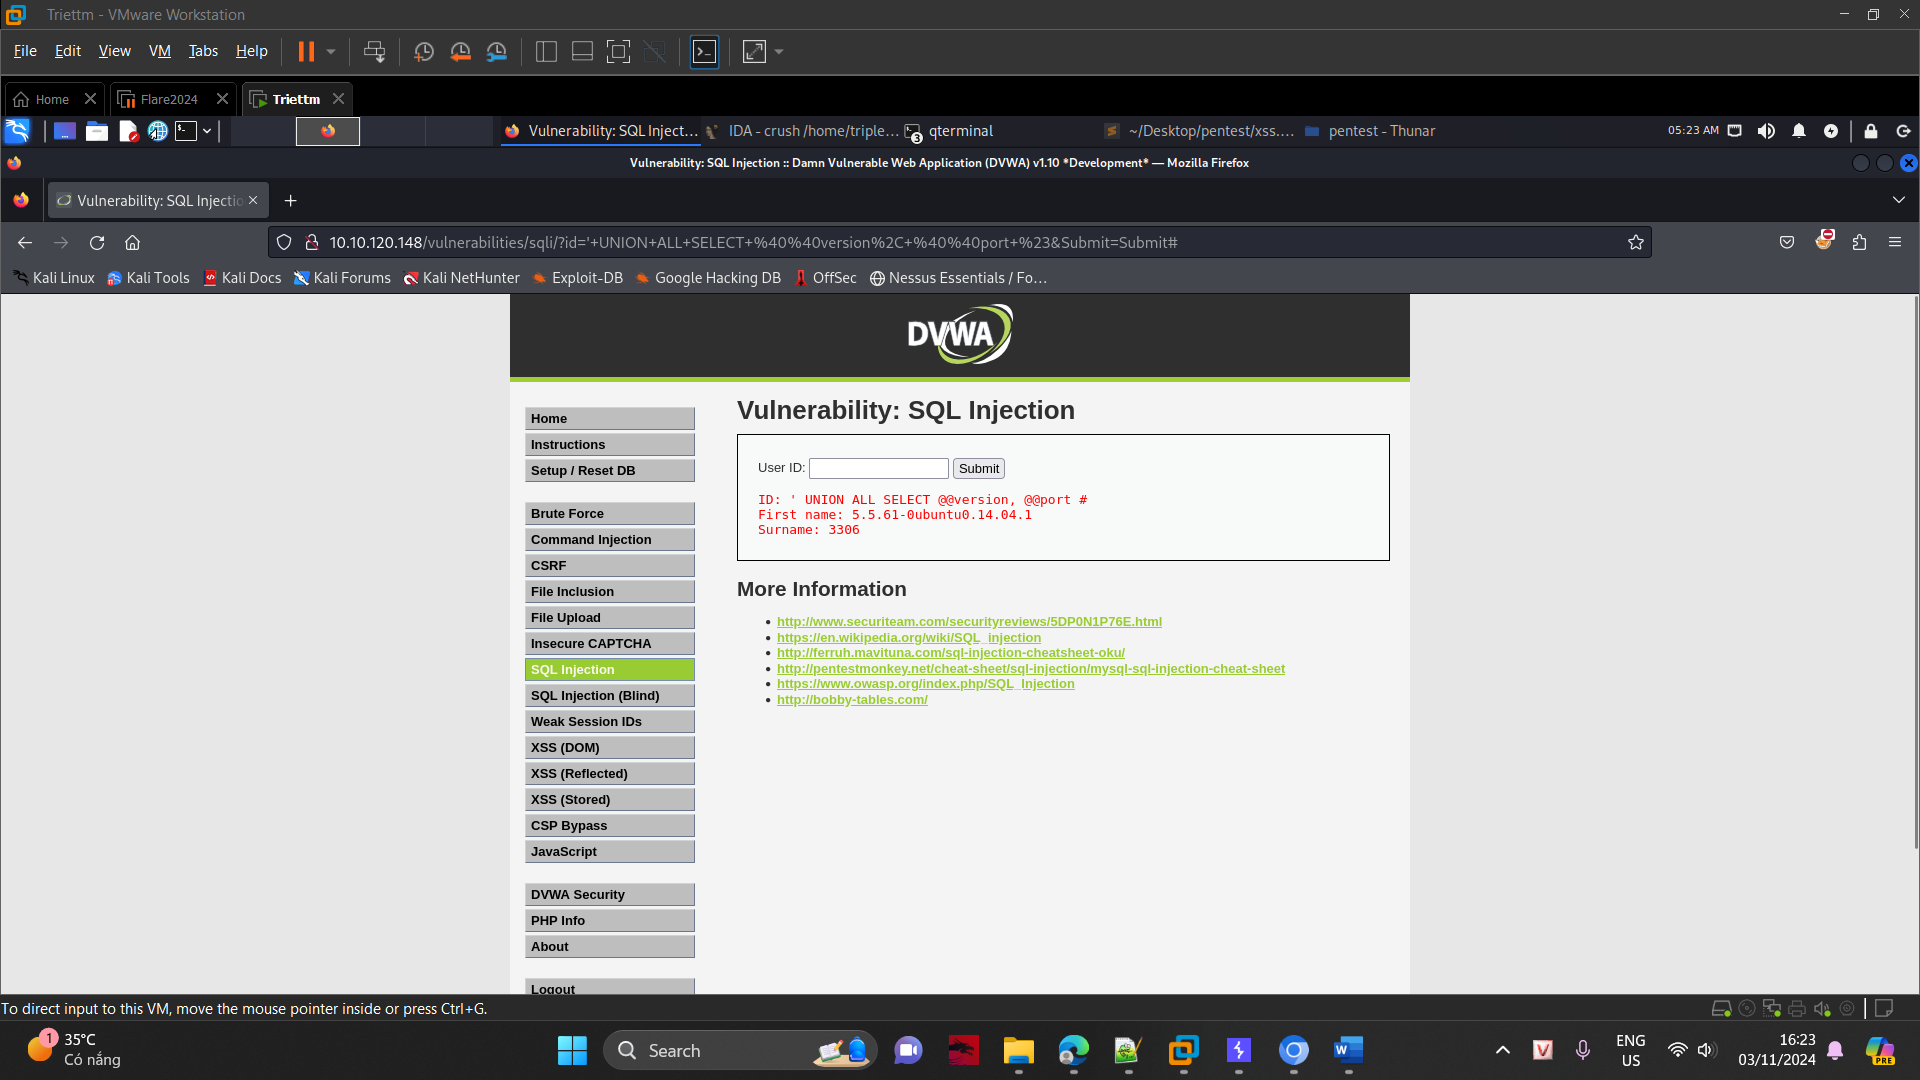 Triettm - VMware Workstation
File Edit View VM Tabs Help
Home Flare2024 Triettm
Vulnerability: SQL Inject... IDA - crush /home/triple... 3 qterminal ~/Desktop/pentest/xss.... pentest - Thunar 05:23 AM
Vulnerability: SQL Injection :: Damn Vulnerable Web Application (DVWA) v1.10 *Development* — Mozilla Firefox
Vulnerability: SQL Injectio
10.10.120.148/vulnerabilities/sqli/?id='+UNION+ALL+SELECT+%40%40version%2C+%40%40port+%23&Submit=Submit#
Kali Linux Kali Tools Kali Docs Kali Forums Kali NetHunter Exploit-DB Google Hacking DB OffSec Nessus Essentials / Fo...
DVWA
Vulnerability: SQL Injection
User ID: Submit
ID: ' UNION ALL SELECT @@version, @@port #
First name: 5.5.61-0ubuntu0.14.04.1
Surname: 3306
More Information
http://www.securiteam.com/securityreviews/5DP0N1P76E.html
https://en.wikipedia.org/wiki/SQL_injection
http://ferruh.mavituna.com/sql-injection-cheatsheet-oku/
http://pentestmonkey.net/cheat-sheet/sql-injection/mysql-sql-injection-cheat-sheet
https://www.owasp.org/index.php/SQL_Injection
http://bobby-tables.com/
Home
Instructions
Setup / Reset DB
Brute Force
Command Injection
CSRF
File Inclusion
File Upload
Insecure CAPTCHA
SQL Injection
SQL Injection (Blind)
Weak Session IDs
XSS (DOM)
XSS (Reflected)
XSS (Stored)
CSP Bypass
JavaScript
DVWA Security
PHP Info
About
Logout
To direct input to this VM, move the mouse pointer inside or press Ctrl+G.
1 35°C
Có nắng
Search
V
ENG
US
16:23
03/11/2024
PRE